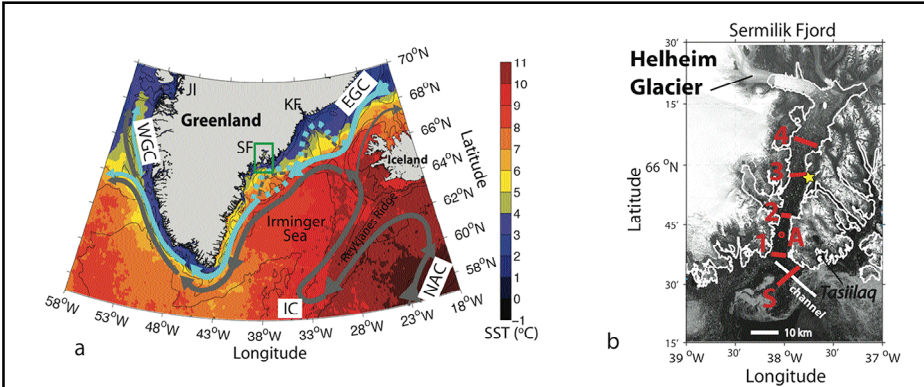 70°N
68°N
66°N
64°N
62°N
60°N
58°N
Latitude
58°W
53°W
48°W
43°W
38°W
33°W
28°W
23°W
18°W
Longitude
JI
WGC
Greenland
KF
EGC
SF
Iceland
Irminger
Sea
Reykjanes Ridge
IC
NAC
11
10
9
8
7
6
5
4
3
2
1
0
−1
SST (°C)
a
Sermilik Fjord
Helheim
Glacier
30'
15'
66 °N
45'
30'
15'
Latitude
4
3
2
1
A
S
channel
Tasiilaq
10 km
39 °W
30'
38 °W
30'
37 °W
Longitude
b